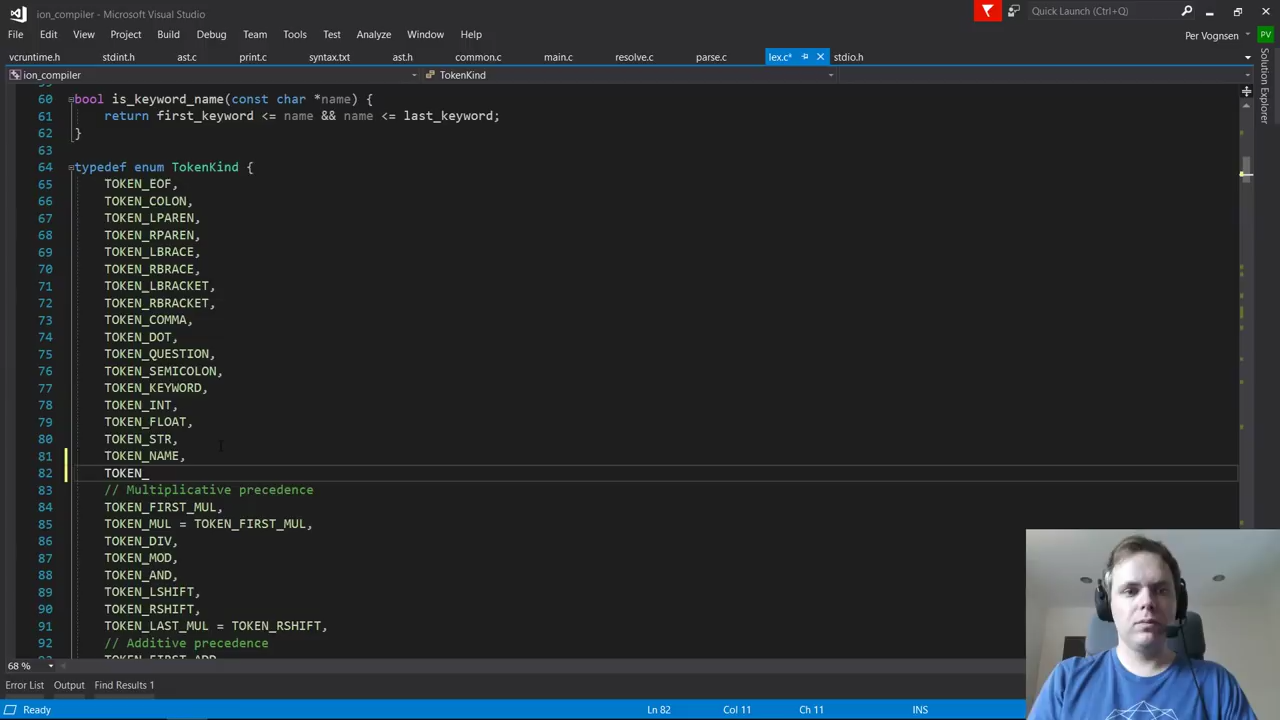 ion_compiler - Microsoft Visual Studio
Quick Launch (Ctrl+Q)
File Edit View Project Build Debug Team Tools Test Analyze Window Help
Per Vognsen PV
vcruntime.h stdint.h ast.c print.c syntax.txt ast.h common.c main.c resolve.c parse.c lex.c* stdio.h
ion_compiler TokenKind
Solution Explorer
60 bool is_keyword_name(const char *name) {
61 return first_keyword <= name && name <= last_keyword;
62 }
63
64 typedef enum TokenKind {
65 TOKEN_EOF,
66 TOKEN_COLON,
67 TOKEN_LPAREN,
68 TOKEN_RPAREN,
69 TOKEN_LBRACE,
70 TOKEN_RBRACE,
71 TOKEN_LBRACKET,
72 TOKEN_RBRACKET,
73 TOKEN_COMMA,
74 TOKEN_DOT,
75 TOKEN_QUESTION,
76 TOKEN_SEMICOLON,
77 TOKEN_KEYWORD,
78 TOKEN_INT,
79 TOKEN_FLOAT,
80 TOKEN_STR,
81 TOKEN_NAME,
82 TOKEN_
83 // Multiplicative precedence
84 TOKEN_FIRST_MUL,
85 TOKEN_MUL = TOKEN_FIRST_MUL,
86 TOKEN_DIV,
87 TOKEN_MOD,
88 TOKEN_AND,
89 TOKEN_LSHIFT,
90 TOKEN_RSHIFT,
91 TOKEN_LAST_MUL = TOKEN_RSHIFT,
92 // Additive precedence
TOKEN_FIRST_ADD
68 %
Error List Output Find Results 1
Ready Ln 82 Col 11 Ch 11 INS